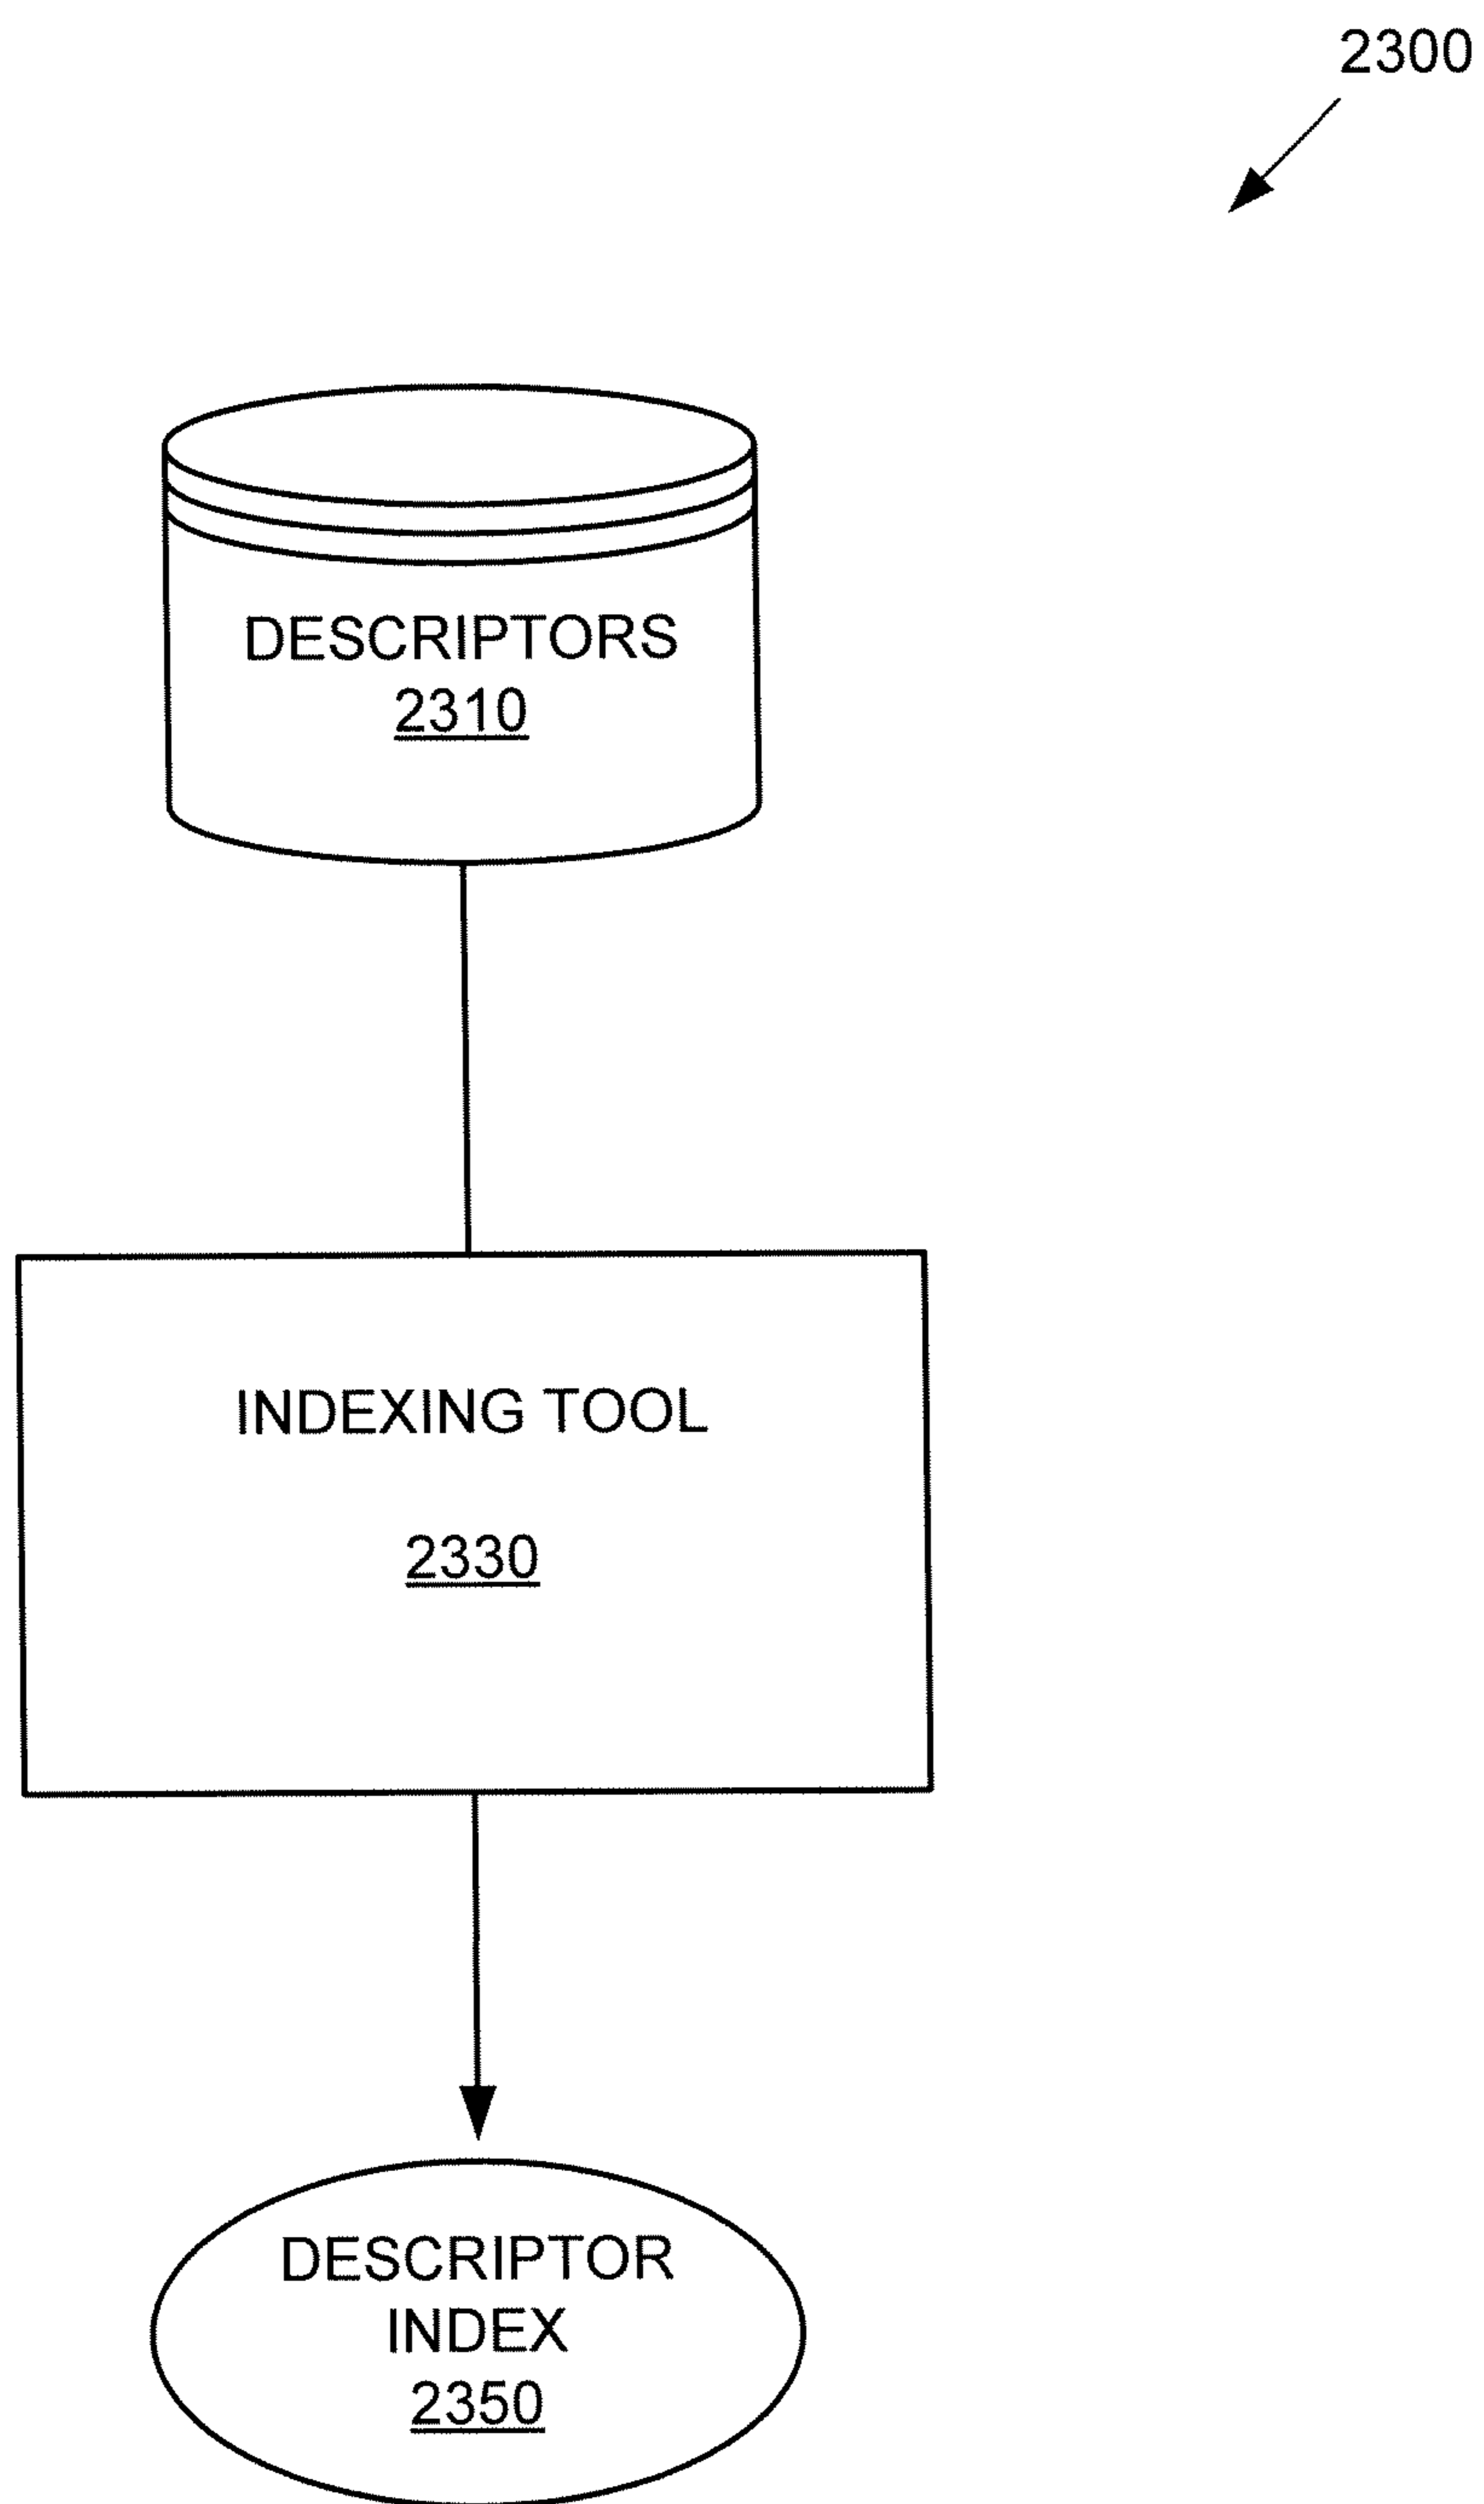 2300
DESCRIPTORS
2310
INDEXING TOOL
2330
DESCRIPTOR
INDEX
2350